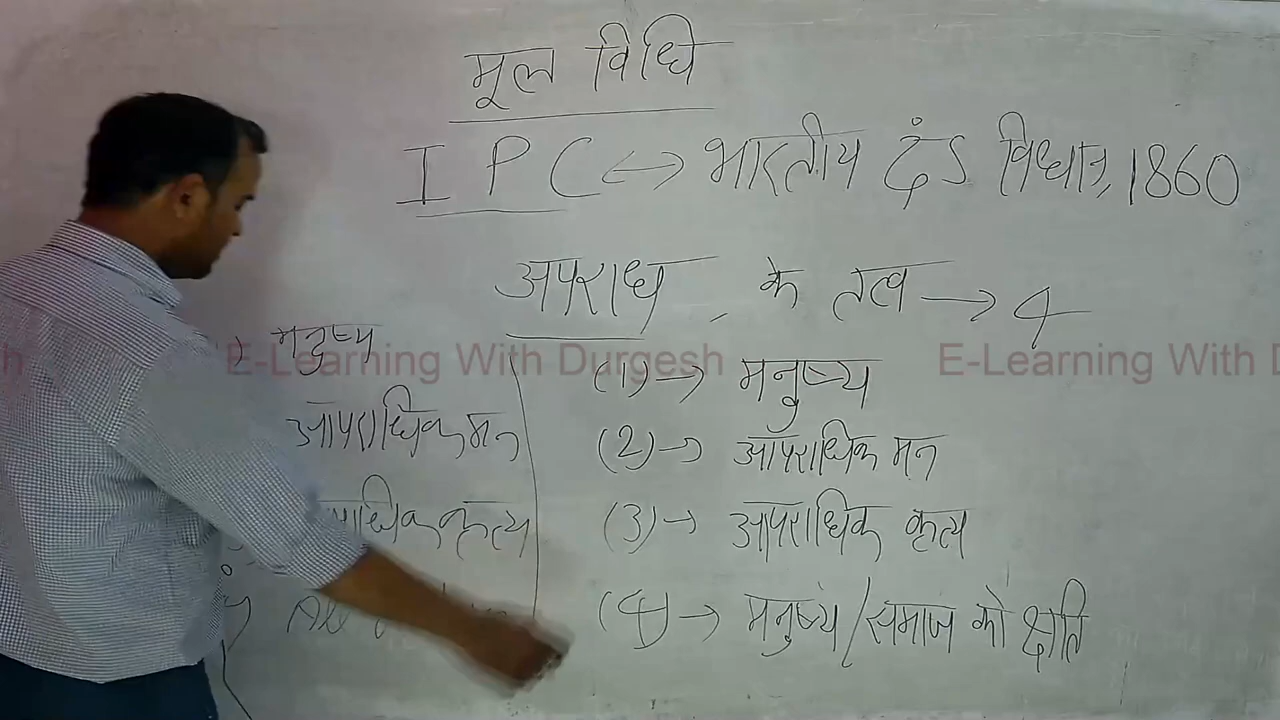 मूल विधि
I P C <-> भारतीय दंड विधान, 1860
अपराध के तत्व -> 4
(1) -> मनुष्य
(2) -> आपराधिक मन
(3) -> आपराधिक कृत्य
(4) -> मनुष्य/समाज को क्षति
मनुष्य
आपराधिक मन
कृत्य
All
E-Learning With Durgesh
E-Learning With D